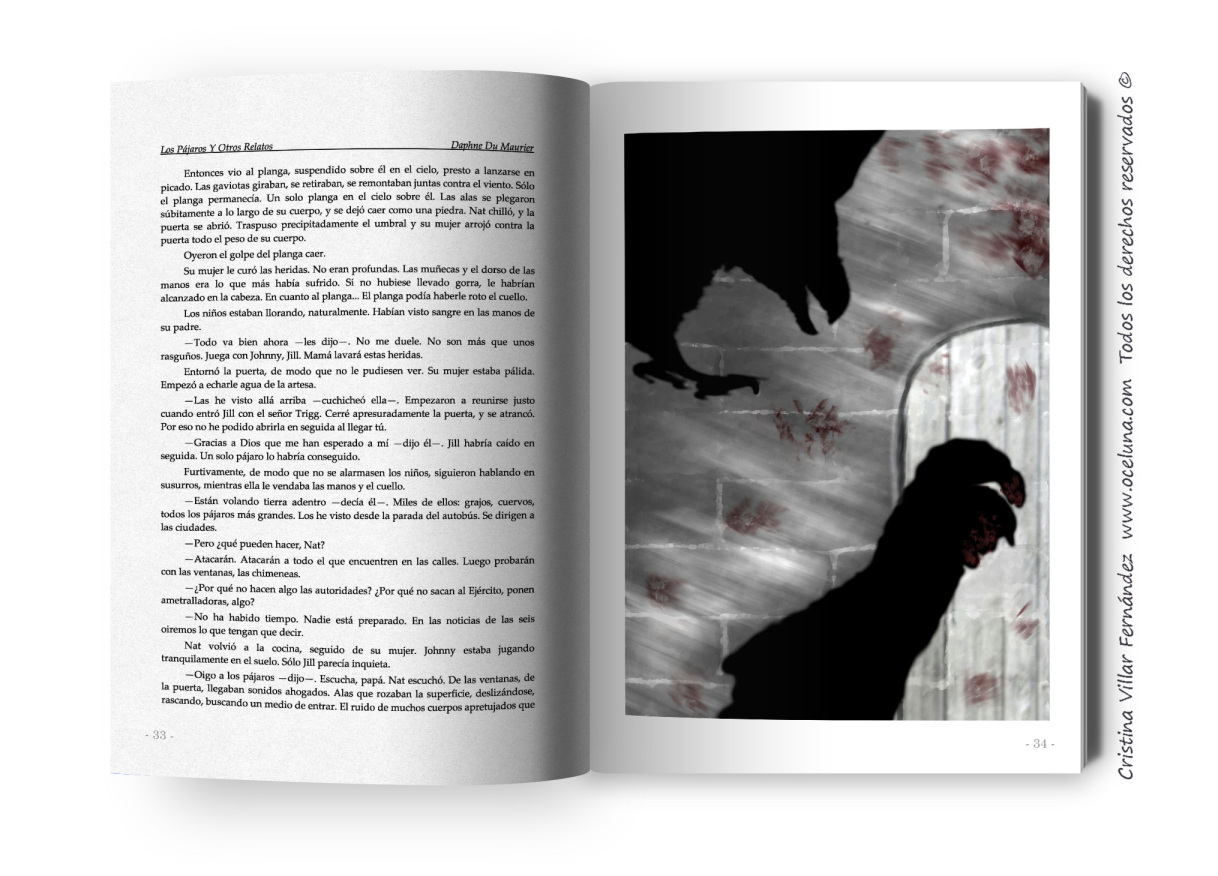 Los Pájaros Y Otros Relatos
Daphne Du Maurier
Entonces vio al planga, suspendido sobre él en el cielo, presto a lanzarse en
picado. Las gaviotas giraban, se retiraban, se remontaban juntas contra el viento. Sólo
el planga permanecía. Un solo planga en el cielo sobre él. Las alas se plegaron
súbitamente a lo largo de su cuerpo, y se dejó caer como una piedra. Nat chilló, y la
puerta se abrió. Traspuso precipitadamente el umbral y su mujer arrojó contra la
puerta todo el peso de su cuerpo.
Oyeron el golpe del planga caer.
Su mujer le curó las heridas. No eran profundas. Las muñecas y el dorso de las
manos era lo que más había sufrido. Si no hubiese llevado gorra, le habrían
alcanzado en la cabeza. En cuanto al planga... El planga podía haberle roto el cuello.
Los niños estaban llorando, naturalmente. Habían visto sangre en las manos de
su padre.
—Todo va bien ahora —les dijo—. No me duele. No son más que unos
rasguños. Juega con Johnny, Jill. Mamá lavará estas heridas.
Entornó la puerta, de modo que no le pudiesen ver. Su mujer estaba pálida.
Empezó a echarle agua de la artesa.
—Las he visto allá arriba —cuchicheó ella—. Empezaron a reunirse justo
cuando entró Jill con el señor Trigg. Cerré apresuradamente la puerta, y se atrancó.
Por eso no he podido abrirla en seguida al llegar tú.
—Gracias a Dios que me han esperado a mí —dijo él—. Jill habría caído en
seguida. Un solo pájaro lo habría conseguido.
Furtivamente, de modo que no se alarmasen los niños, siguieron hablando en
susurros, mientras ella le vendaba las manos y el cuello.
—Están volando tierra adentro —decía él—. Miles de ellos: grajos, cuervos,
todos los pájaros más grandes. Los he visto desde la parada del autobús. Se dirigen a
las ciudades.
—Pero ¿qué pueden hacer, Nat?
—Atacarán. Atacarán a todo el que encuentren en las calles. Luego probarán
con las ventanas, las chimeneas.
—¿Por qué no hacen algo las autoridades? ¿Por qué no sacan al Ejército, ponen
ametralladoras, algo?
—No ha habido tiempo. Nadie está preparado. En las noticias de las seis
oiremos lo que tengan que decir.
Nat volvió a la cocina, seguido de su mujer. Johnny estaba jugando
tranquilamente en el suelo. Sólo Jill parecía inquieta.
—Oigo a los pájaros —dijo—. Escucha, papá. Nat escuchó. De las ventanas, de
la puerta, llegaban sonidos ahogados. Alas que rozaban la superficie, deslizándose,
rascando, buscando un medio de entrar. El ruido de muchos cuerpos apretujados que
- 33 -
- 34 -
Cristina Villar Fernández www.oceluna.com Todos los derechos reservados ©